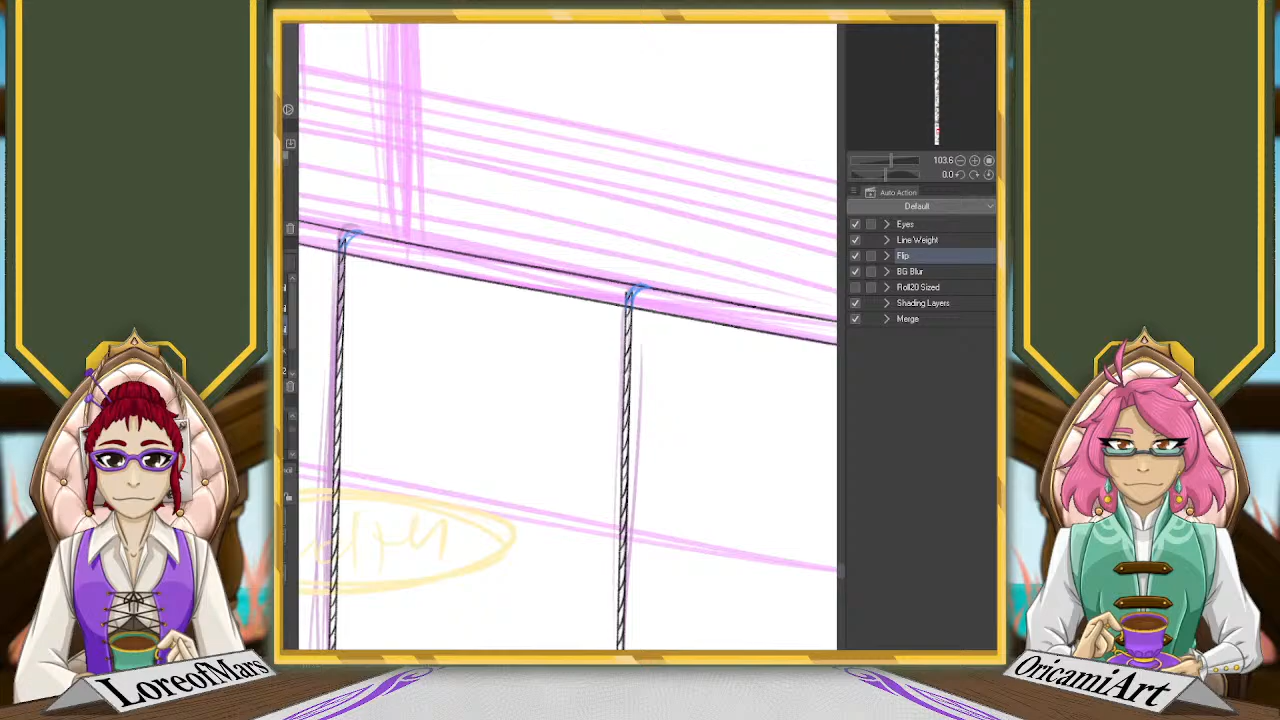 103.6
0.0
Auto Action
Default
Eyes
Line Weight
Flip
BG Blur
Roll20 Sized
Shading Layers
Merge
LoreofMars
OricamiArt